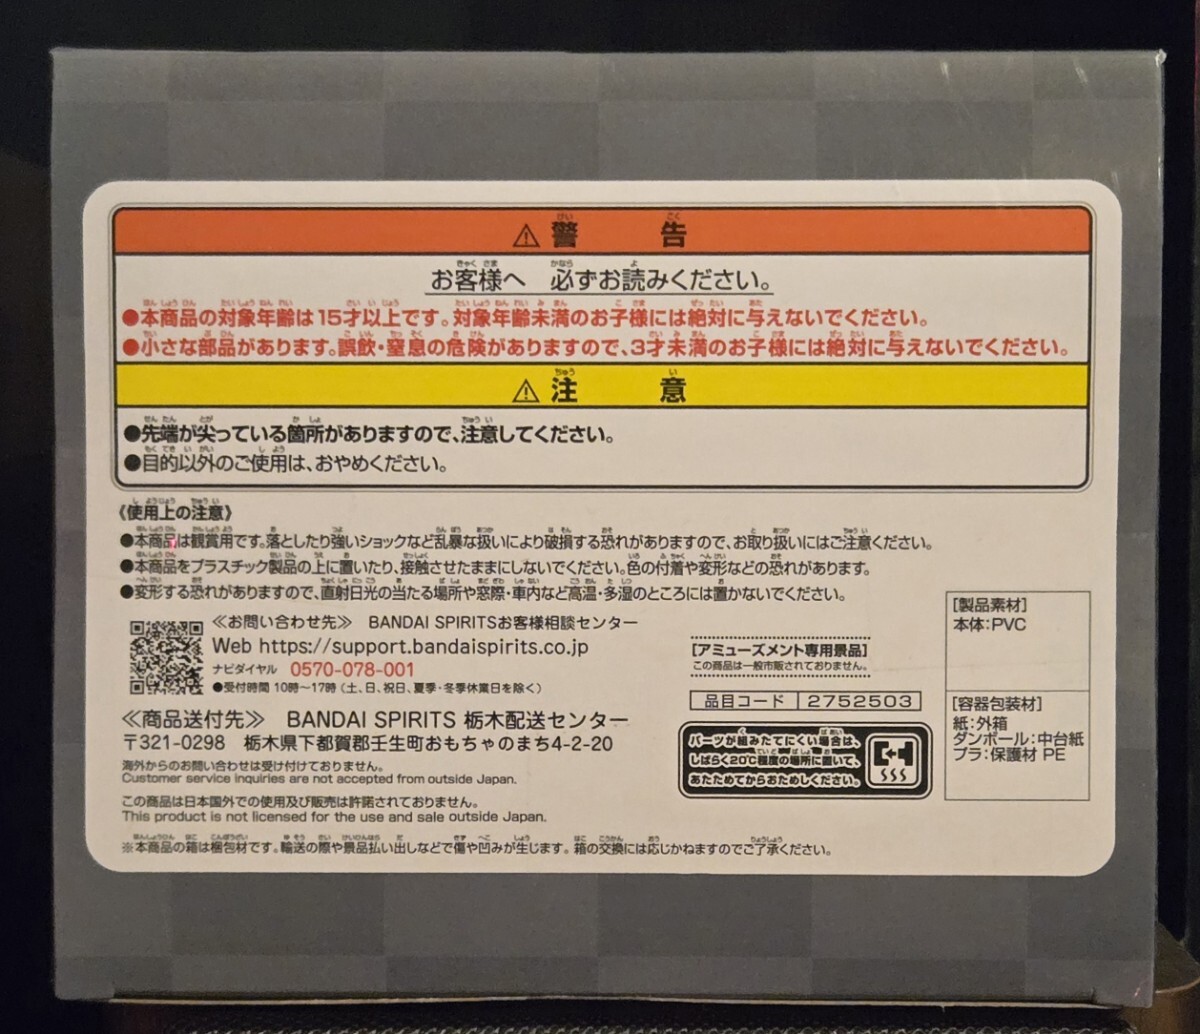 ⚠警告
お客様へ 必ずお読みください。
●本商品の対象年齢は15才以上です。対象年齢未満のお子様には絶対に与えないでください。
●小さな部品があります。誤飲・窒息の危険がありますので、3才未満のお子様には絶対に与えないでください。
⚠注意
●先端が尖っている箇所がありますので、注意してください。
●目的以外のご使用は、おやめください。
《使用上の注意》
●本商品は観賞用です。落としたり強いショックなど乱暴な扱いにより破損する恐れがありますので、お取り扱いにはご注意ください。
●本商品をプラスチック製品の上に置いたり、接触させたままにしないでください。色の付着や変形などの恐れがあります。
●変形する恐れがありますので、直射日光の当たる場所や窓際・車内など高温・多湿のところには置かないでください。
≪お問い合わせ先≫ BANDAI SPIRITSお客様相談センター
Web https://support.bandaispirits.co.jp
ナビダイヤル 0570-078-001
●受付時間 10時〜17時(土、日、祝日、夏季・冬季休業日を除く)
≪商品送付先≫ BANDAI SPIRITS 栃木配送センター
〒321-0298 栃木県下都賀郡壬生町おもちゃのまち4-2-20
海外からのお問い合わせは受け付けておりません。
Customer service inquiries are not accepted from outside Japan.
この商品は日本国外での使用及び販売は許諾されておりません。
This product is not licensed for the use and sale outside Japan.
※本商品の箱は梱包材です。輸送の際や景品払い出しなどで傷や凹みが生じます。箱の交換には応じかねますのでご了承ください。
[アミューズメント専用景品]
この商品は一般市販されておりません。
品目コード 2752503
パーツが組みたてにくい場合は、
しばらく20℃程度の場所に置いて、
あたためてからおためしください。
[製品素材]
本体:PVC
[容器包装材]
紙:外箱
ダンボール:中台紙
プラ:保護材 PE